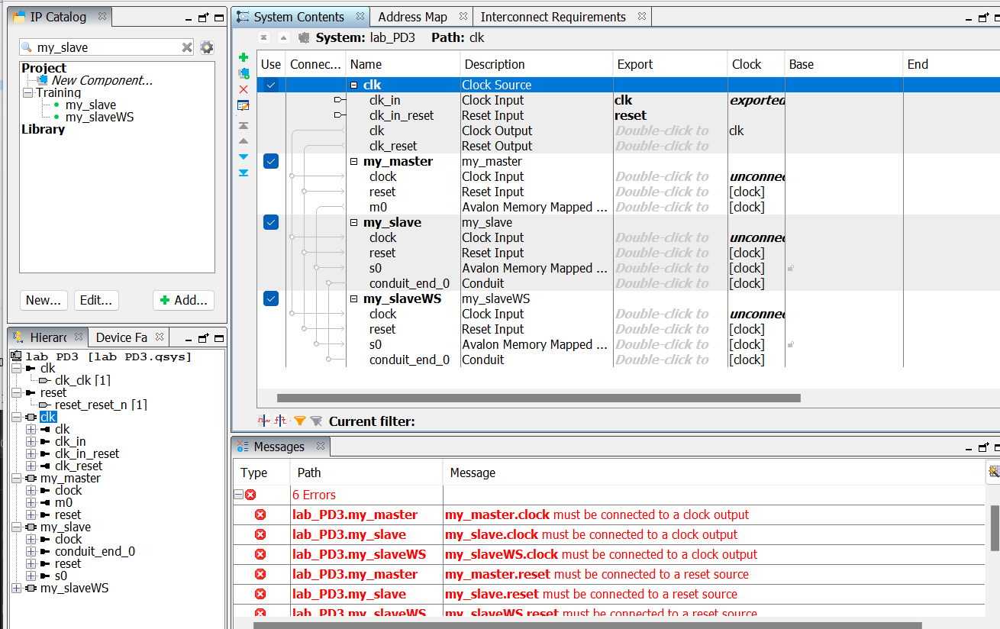 IP Catalog
my_slave
Project
New Component...
Training
my_slave
my_slaveWS
Library
New... Edit... Add...
Hierarc Device Fa
lab_PD3 [lab_PD3.qsys]
clk
clk_clk [1]
reset
reset_reset_n [1]
clk
clk
clk_in
clk_in_reset
clk_reset
my_master
clock
m0
reset
my_slave
clock
conduit_end_0
reset
s0
my_slaveWS
System Contents Address Map Interconnect Requirements
System: lab_PD3 Path: clk
Use Connec... Name Description Export Clock Base End
clk Clock Source
clk_in Clock Input clk exported
clk_in_reset Reset Input reset
clk Clock Output Double-click to clk
clk_reset Reset Output Double-click to
my_master my_master
clock Clock Input Double-click to unconnec
reset Reset Input Double-click to [clock]
m0 Avalon Memory Mapped ... Double-click to [clock]
my_slave my_slave
clock Clock Input Double-click to unconnec
reset Reset Input Double-click to [clock]
s0 Avalon Memory Mapped ... Double-click to [clock]
conduit_end_0 Conduit Double-click to [clock]
my_slaveWS my_slaveWS
clock Clock Input Double-click to unconnec
reset Reset Input Double-click to [clock]
s0 Avalon Memory Mapped ... Double-click to [clock]
conduit_end_0 Conduit Double-click to [clock]
Current filter:
Messages
Type Path Message
6 Errors
lab_PD3.my_master my_master.clock must be connected to a clock output
lab_PD3.my_slave my_slave.clock must be connected to a clock output
lab_PD3.my_slaveWS my_slaveWS.clock must be connected to a clock output
lab_PD3.my_master my_master.reset must be connected to a reset source
lab_PD3.my_slave my_slave.reset must be connected to a reset source
lab_PD3.my_slaveWS my_slaveWS.reset must be connected to a reset source